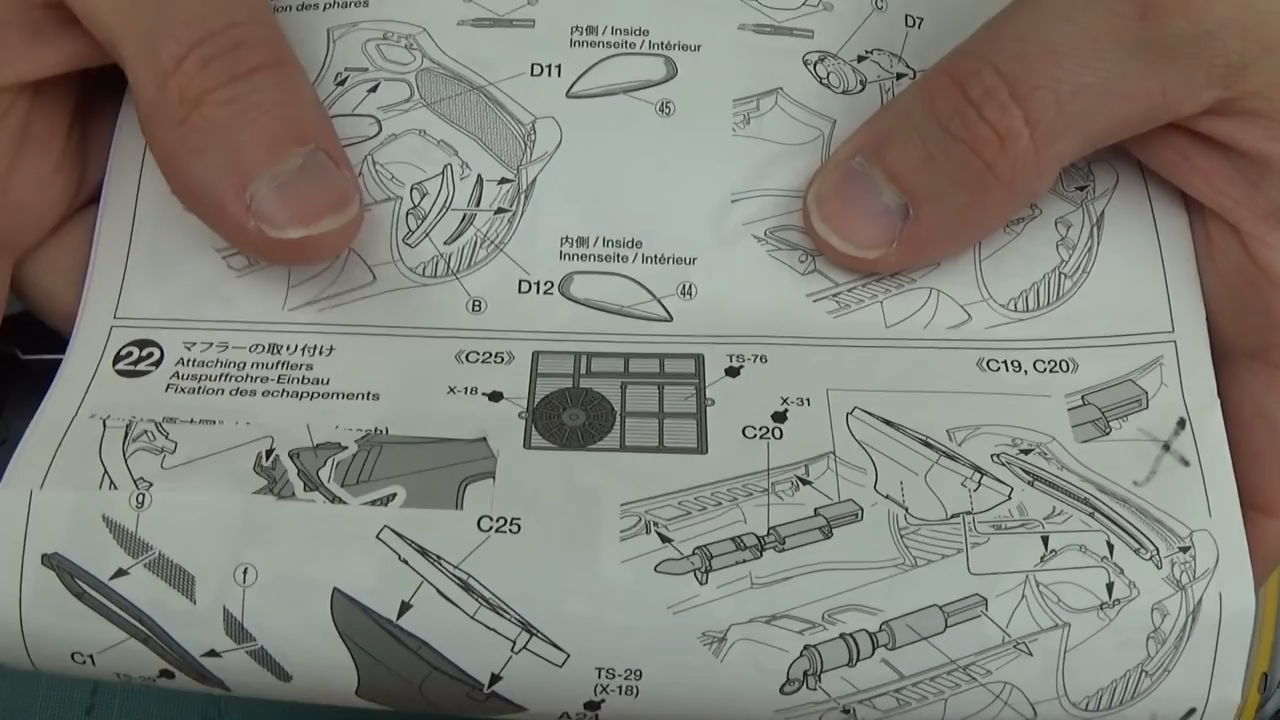 ion des phares
内側 / Inside
Innenseite / Intérieur
D11
45
C
D7
内側 / Inside
Innenseite / Intérieur
D12
44
B
22
マフラーの取り付け
Attaching mufflers
Auspuffrohre-Einbau
Fixation des echappements
《C25》
X-18
TS-76
《C19, C20》
X-31
C20
g
C25
f
C1
TS-29
(X-18)
A24